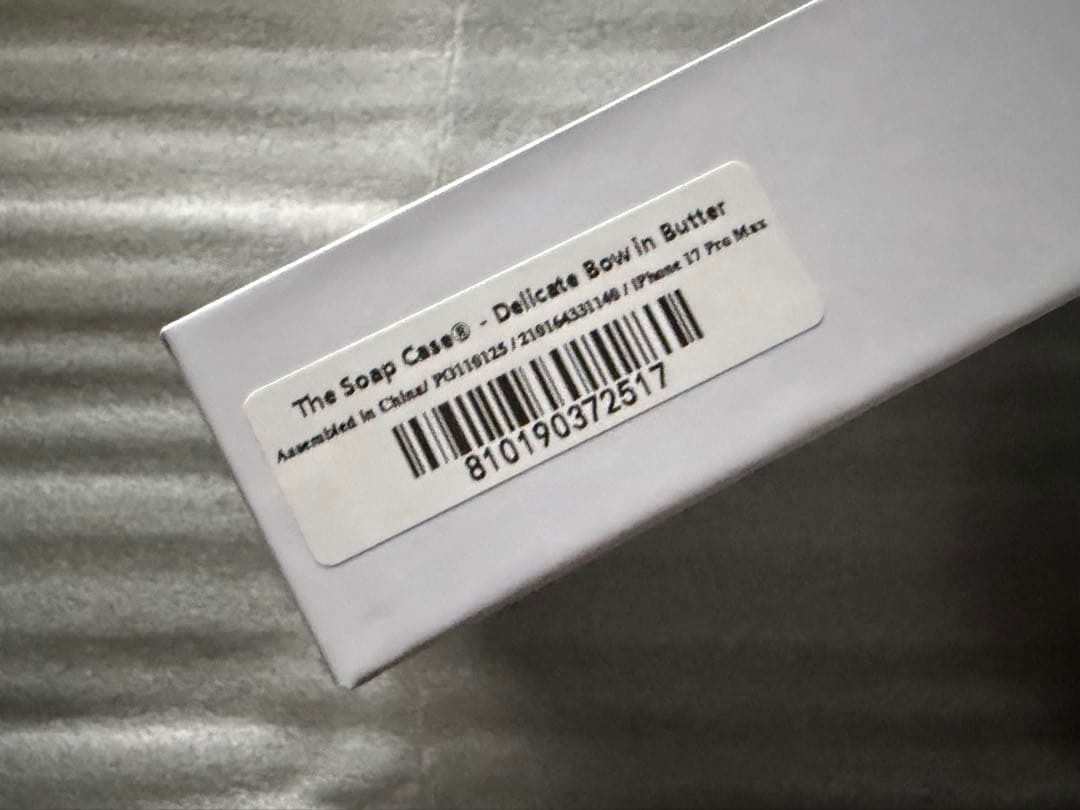 The Soap Case® - Delicate Bow in Butter
Assembled in China/ PO110125 / 210164331140 / iPhone 17 Pro Max
810190372517